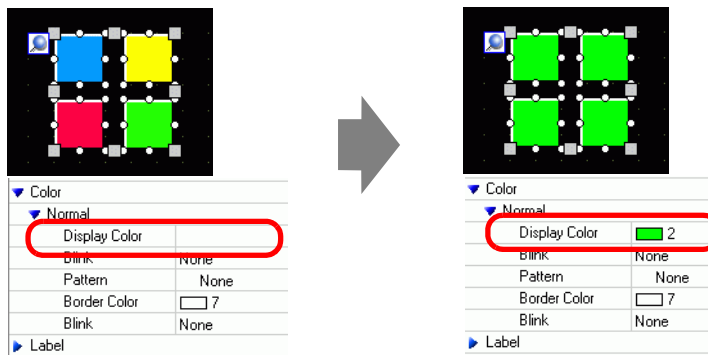 Color
Normal
Display Color
Blink None
Pattern None
Border Color 7
Blink None
Label
Color
Normal
Display Color 2
Blink None
Pattern None
Border Color 7
Blink None
Label